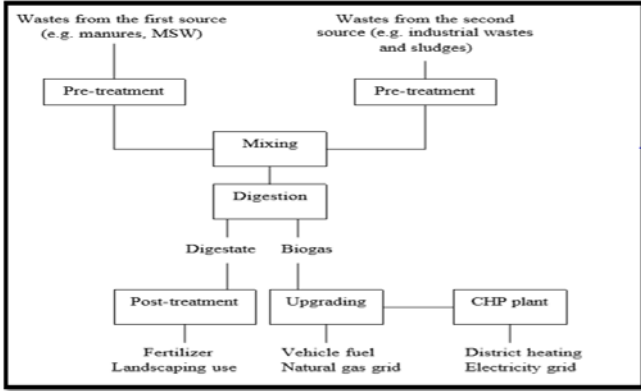 Wastes from the first source
(e.g. manures, MSW)
Wastes from the second
source (e.g. industrial wastes
and sludges)
Pre-treatment
Pre-treatment
Mixing
Digestion
Digestate
Biogas
Post-treatment
Upgrading
CHP plant
Fertilizer
Landscaping use
Vehicle fuel
Natural gas grid
District heating
Electricity grid